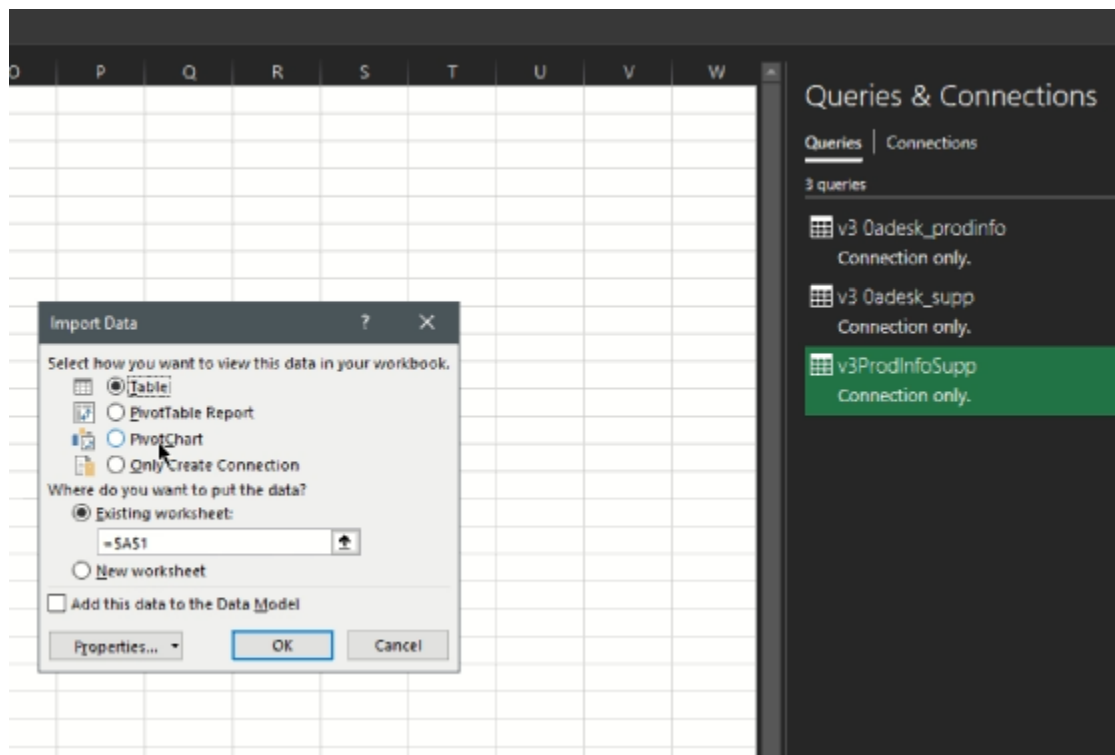 P Q R S T U V W
Queries & Connections
Queries | Connections
3 queries
v3 0adesk_prodinfo
Connection only.
v3 0adesk_supp
Connection only.
v3ProdInfoSupp
Connection only.
Import Data ?
Select how you want to view this data in your workbook.
Table
PivotTable Report
PivotChart
Only Create Connection
Where do you want to put the data?
Existing worksheet:
=$A$1
New worksheet
Add this data to the Data Model
Properties...
OK Cancel